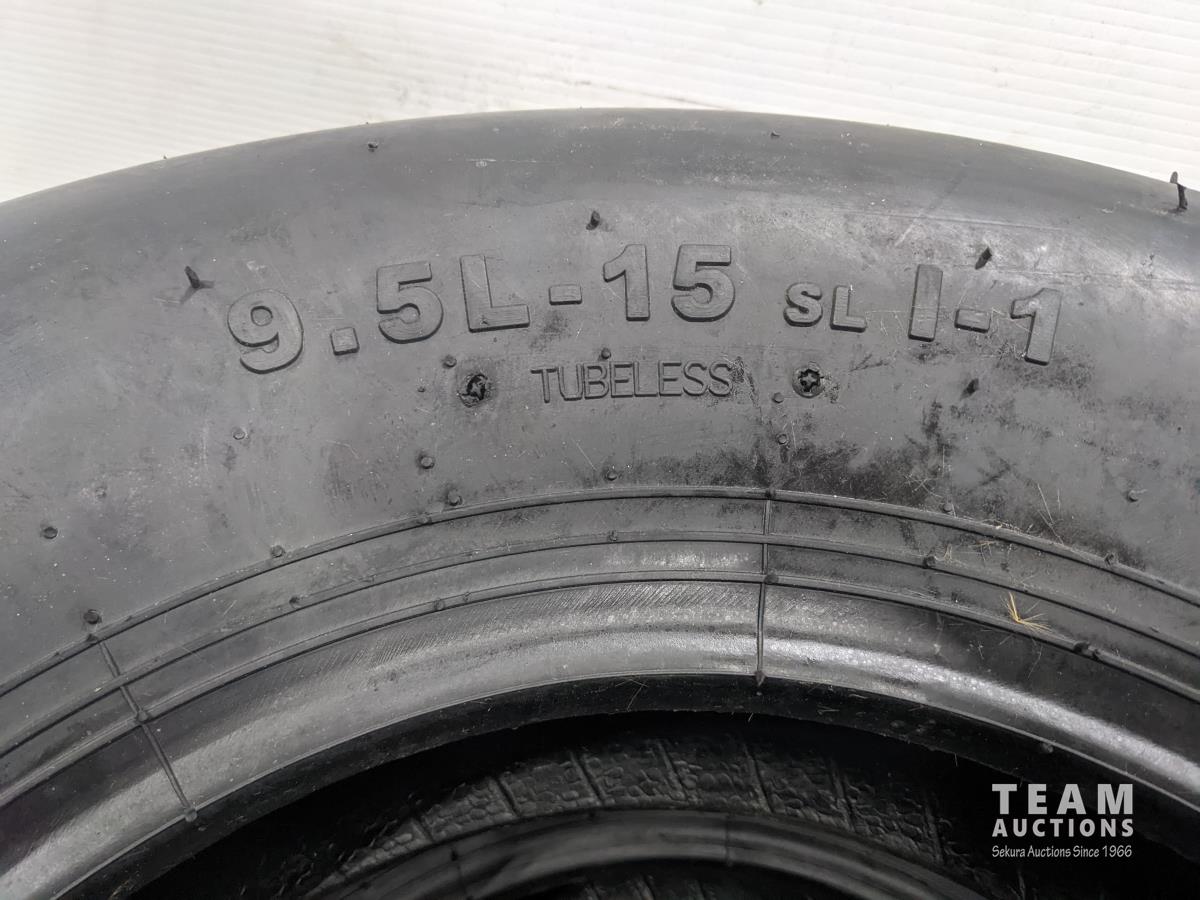 9.5L-15 SL I-1
TUBELESS
TEAM
AUCTIONS
Sekura Auctions Since 1966